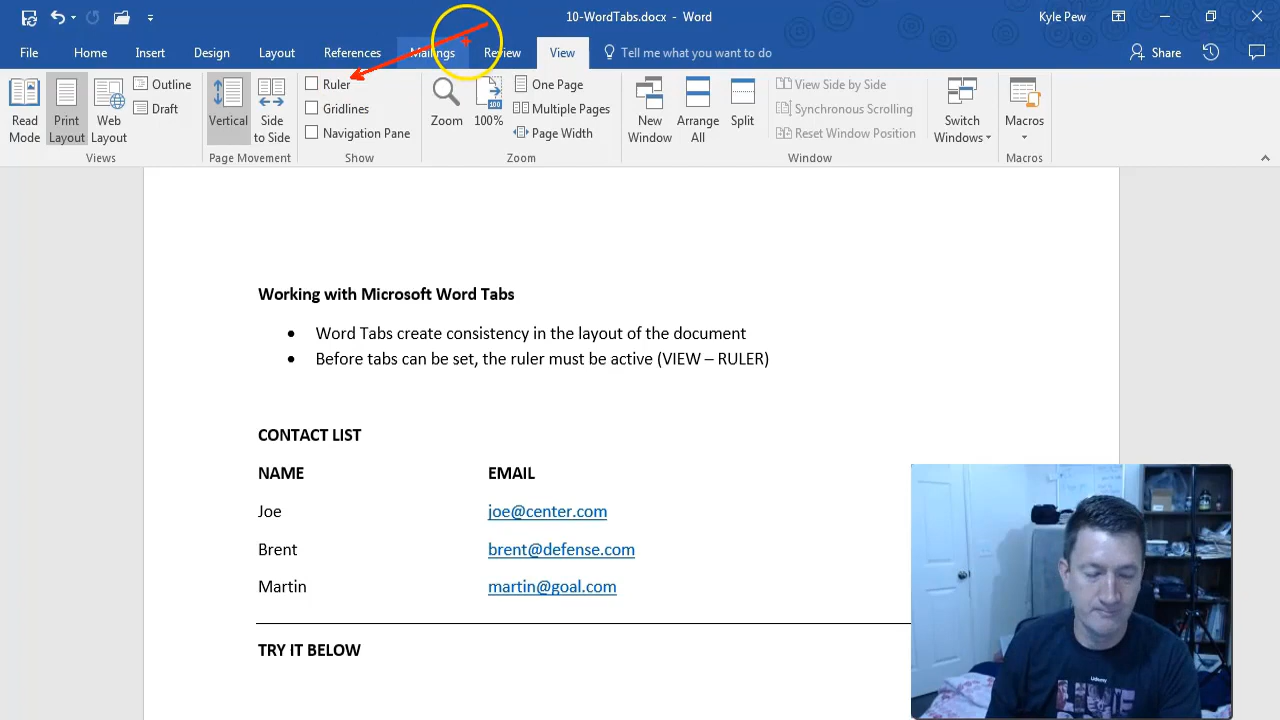 10-WordTabs.docx - Word
Kyle Pew
File Home Insert Design Layout References Mailings Review View Tell me what you want to do Share
Read Mode
Print Layout
Web Layout
Outline
Draft
Views
Vertical
Side to Side
Page Movement
Ruler
Gridlines
Navigation Pane
Show
Zoom
100
100%
One Page
Multiple Pages
Page Width
Zoom
New Window
Arrange All
Split
View Side by Side
Synchronous Scrolling
Reset Window Position
Switch Windows
Window
Macros
Macros
Working with Microsoft Word Tabs
• Word Tabs create consistency in the layout of the document
• Before tabs can be set, the ruler must be active (VIEW – RULER)
CONTACT LIST
NAME EMAIL
Joe joe@center.com
Brent brent@defense.com
Martin martin@goal.com
TRY IT BELOW
Udemy